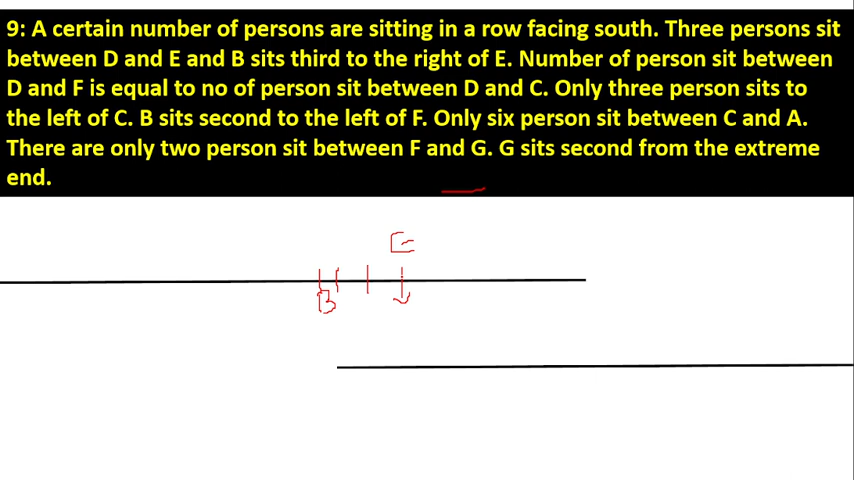 9: A certain number of persons are sitting in a row facing south. Three persons sit
between D and E and B sits third to the right of E. Number of person sit between
D and F is equal to no of person sit between D and C. Only three person sits to
the left of C. B sits second to the left of F. Only six person sit between C and A.
There are only two person sit between F and G. G sits second from the extreme
end.
E
B